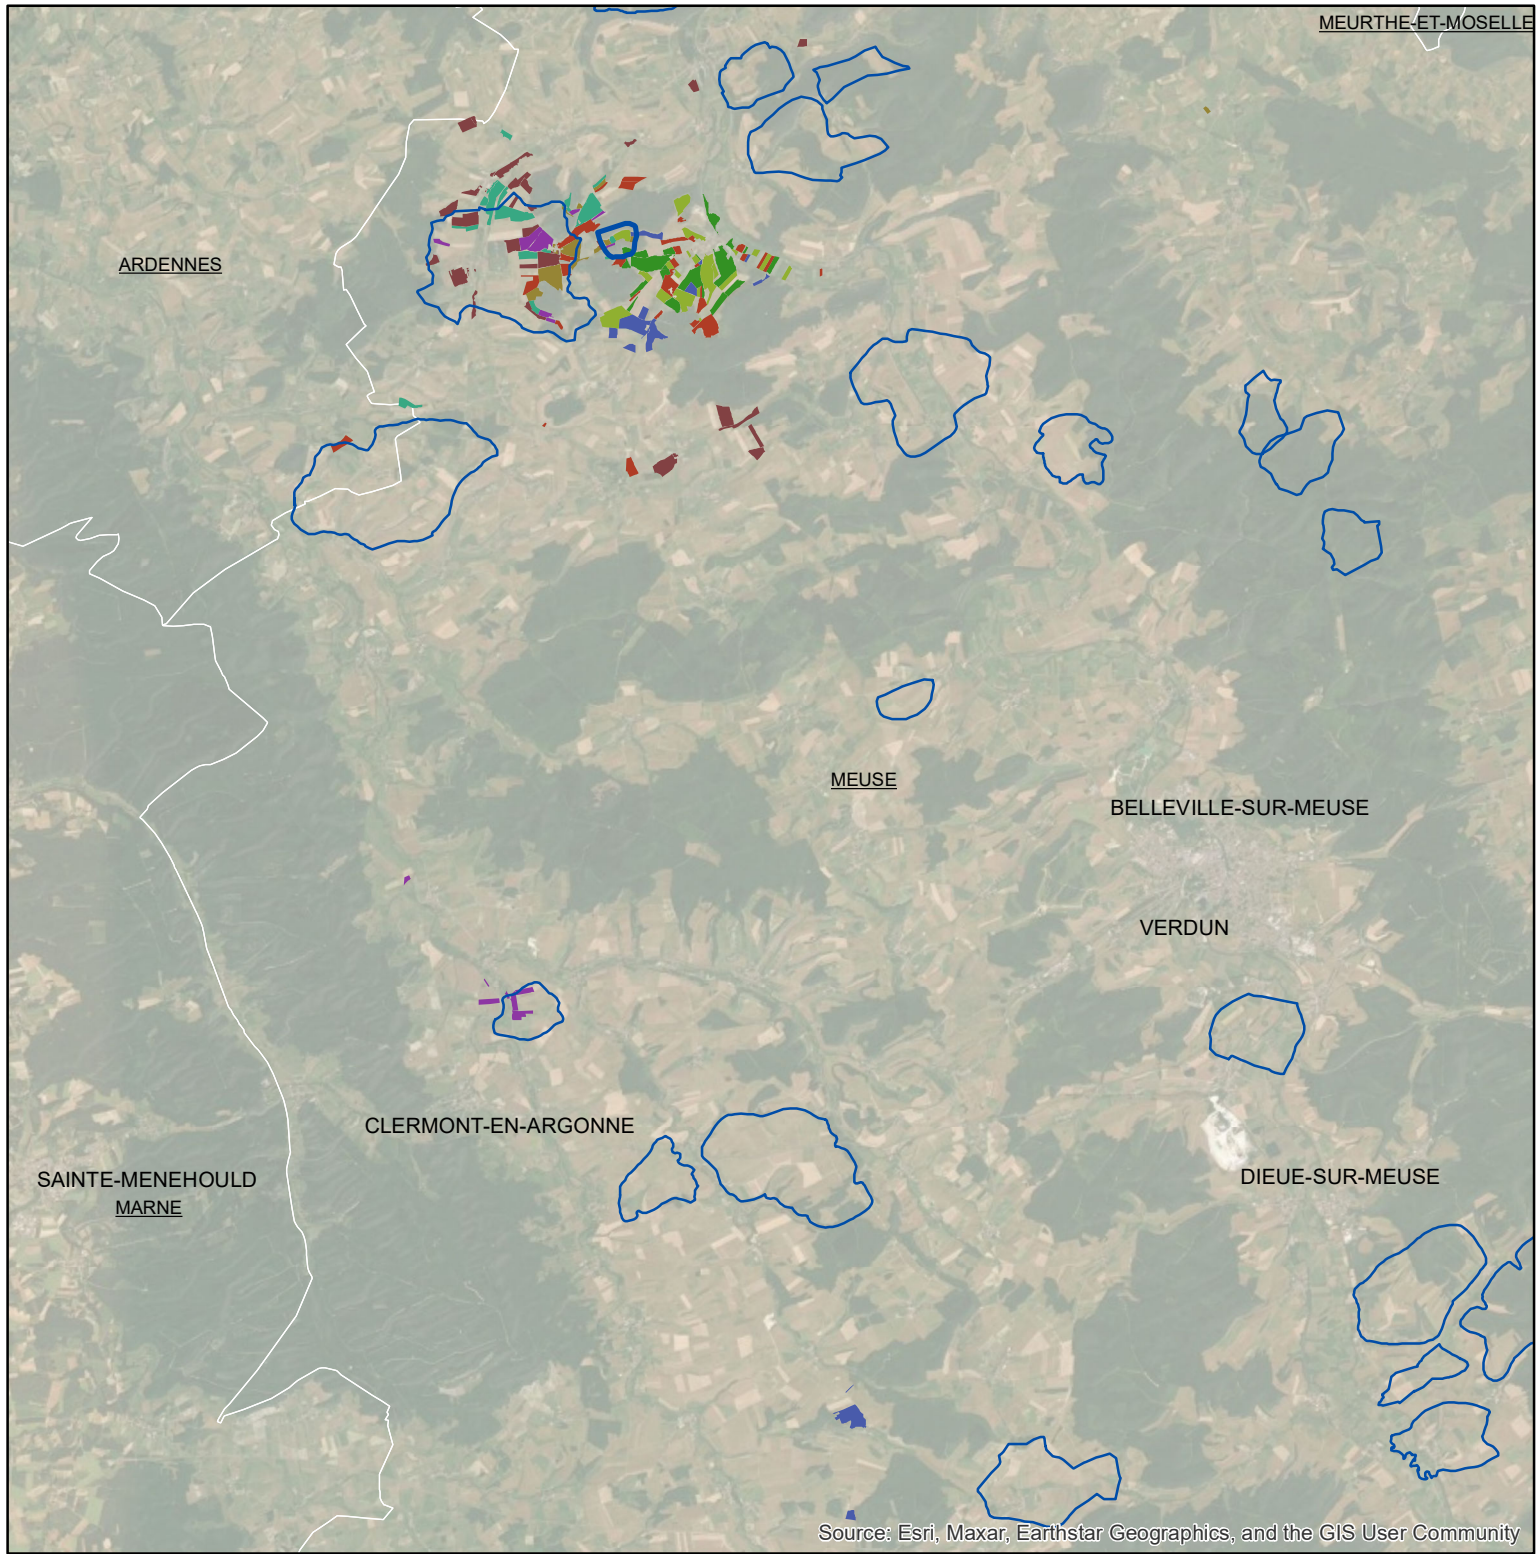 MEURTHE-ET-MOSELLE
ARDENNES
MEUSE
BELLEVILLE-SUR-MEUSE
VERDUN
CLERMONT-EN-ARGONNE
SAINTE-MENEHOULD
MARNE
DIEUE-SUR-MEUSE
Source: Esri, Maxar, Earthstar Geographics, and the GIS User Community